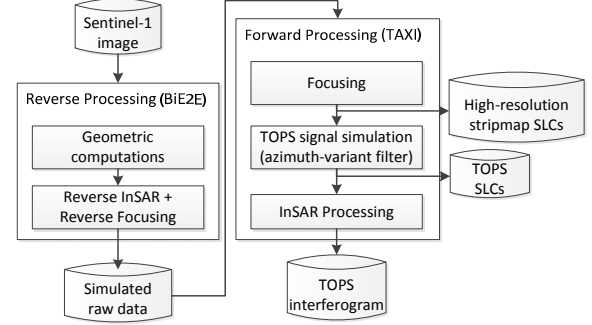 Sentinel-1
image
Reverse Processing (BiE2E)
Geometric
computations
Reverse InSAR +
Reverse Focusing
Simulated
raw data
Forward Processing (TAXI)
Focusing
High-resolution
stripmap SLCs
TOPS signal simulation
(azimuth-variant filter)
TOPS
SLCs
InSAR Processing
TOPS
interferogram